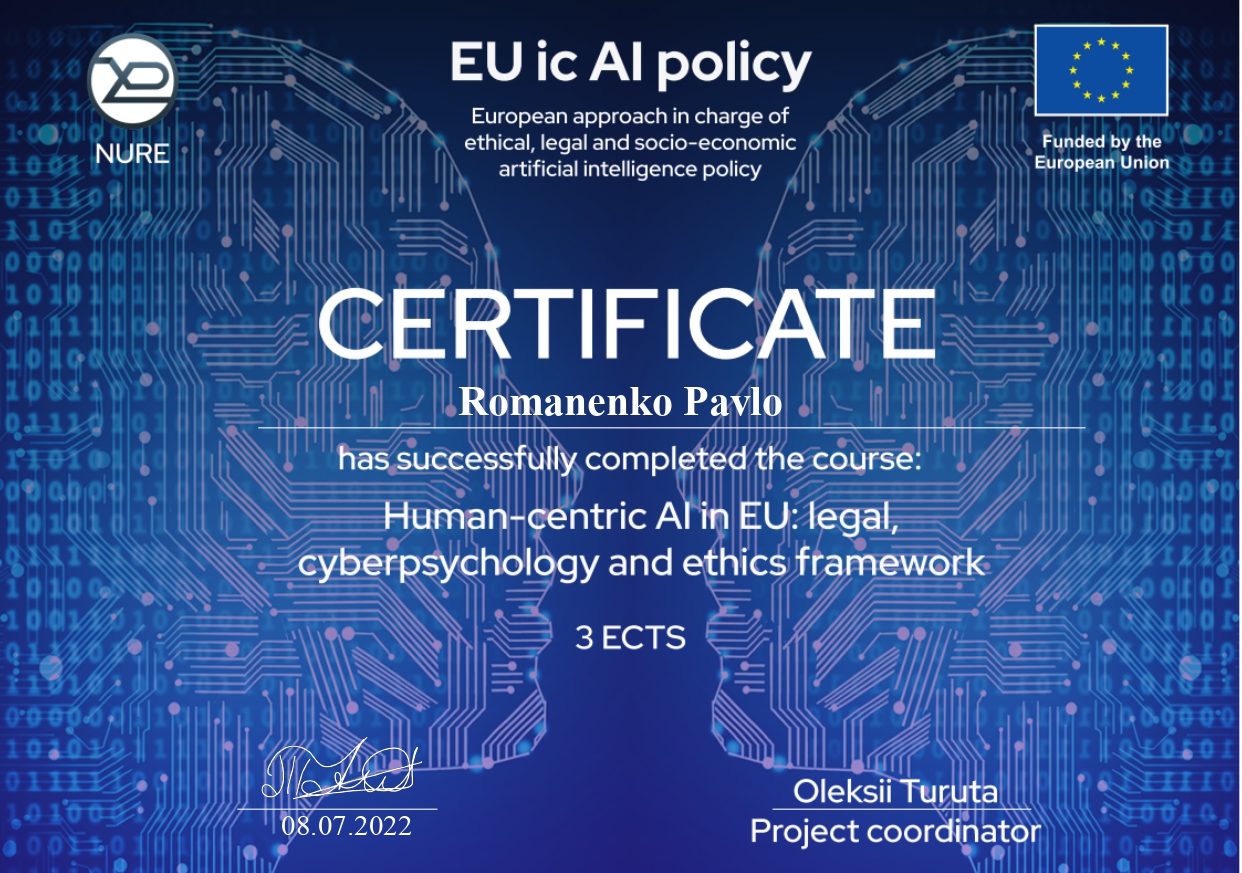 EU ic AI policy
European approach in charge of
ethical, legal and socio-economic
artificial intelligence policy
NURE
Funded by the
European Union
CERTIFICATE
Romanenko Pavlo
has successfully completed the course:
Human-centric AI in EU: legal,
cyberpsychology and ethics framework
3 ECTS
08.07.2022
Oleksii Turuta
Project coordinator